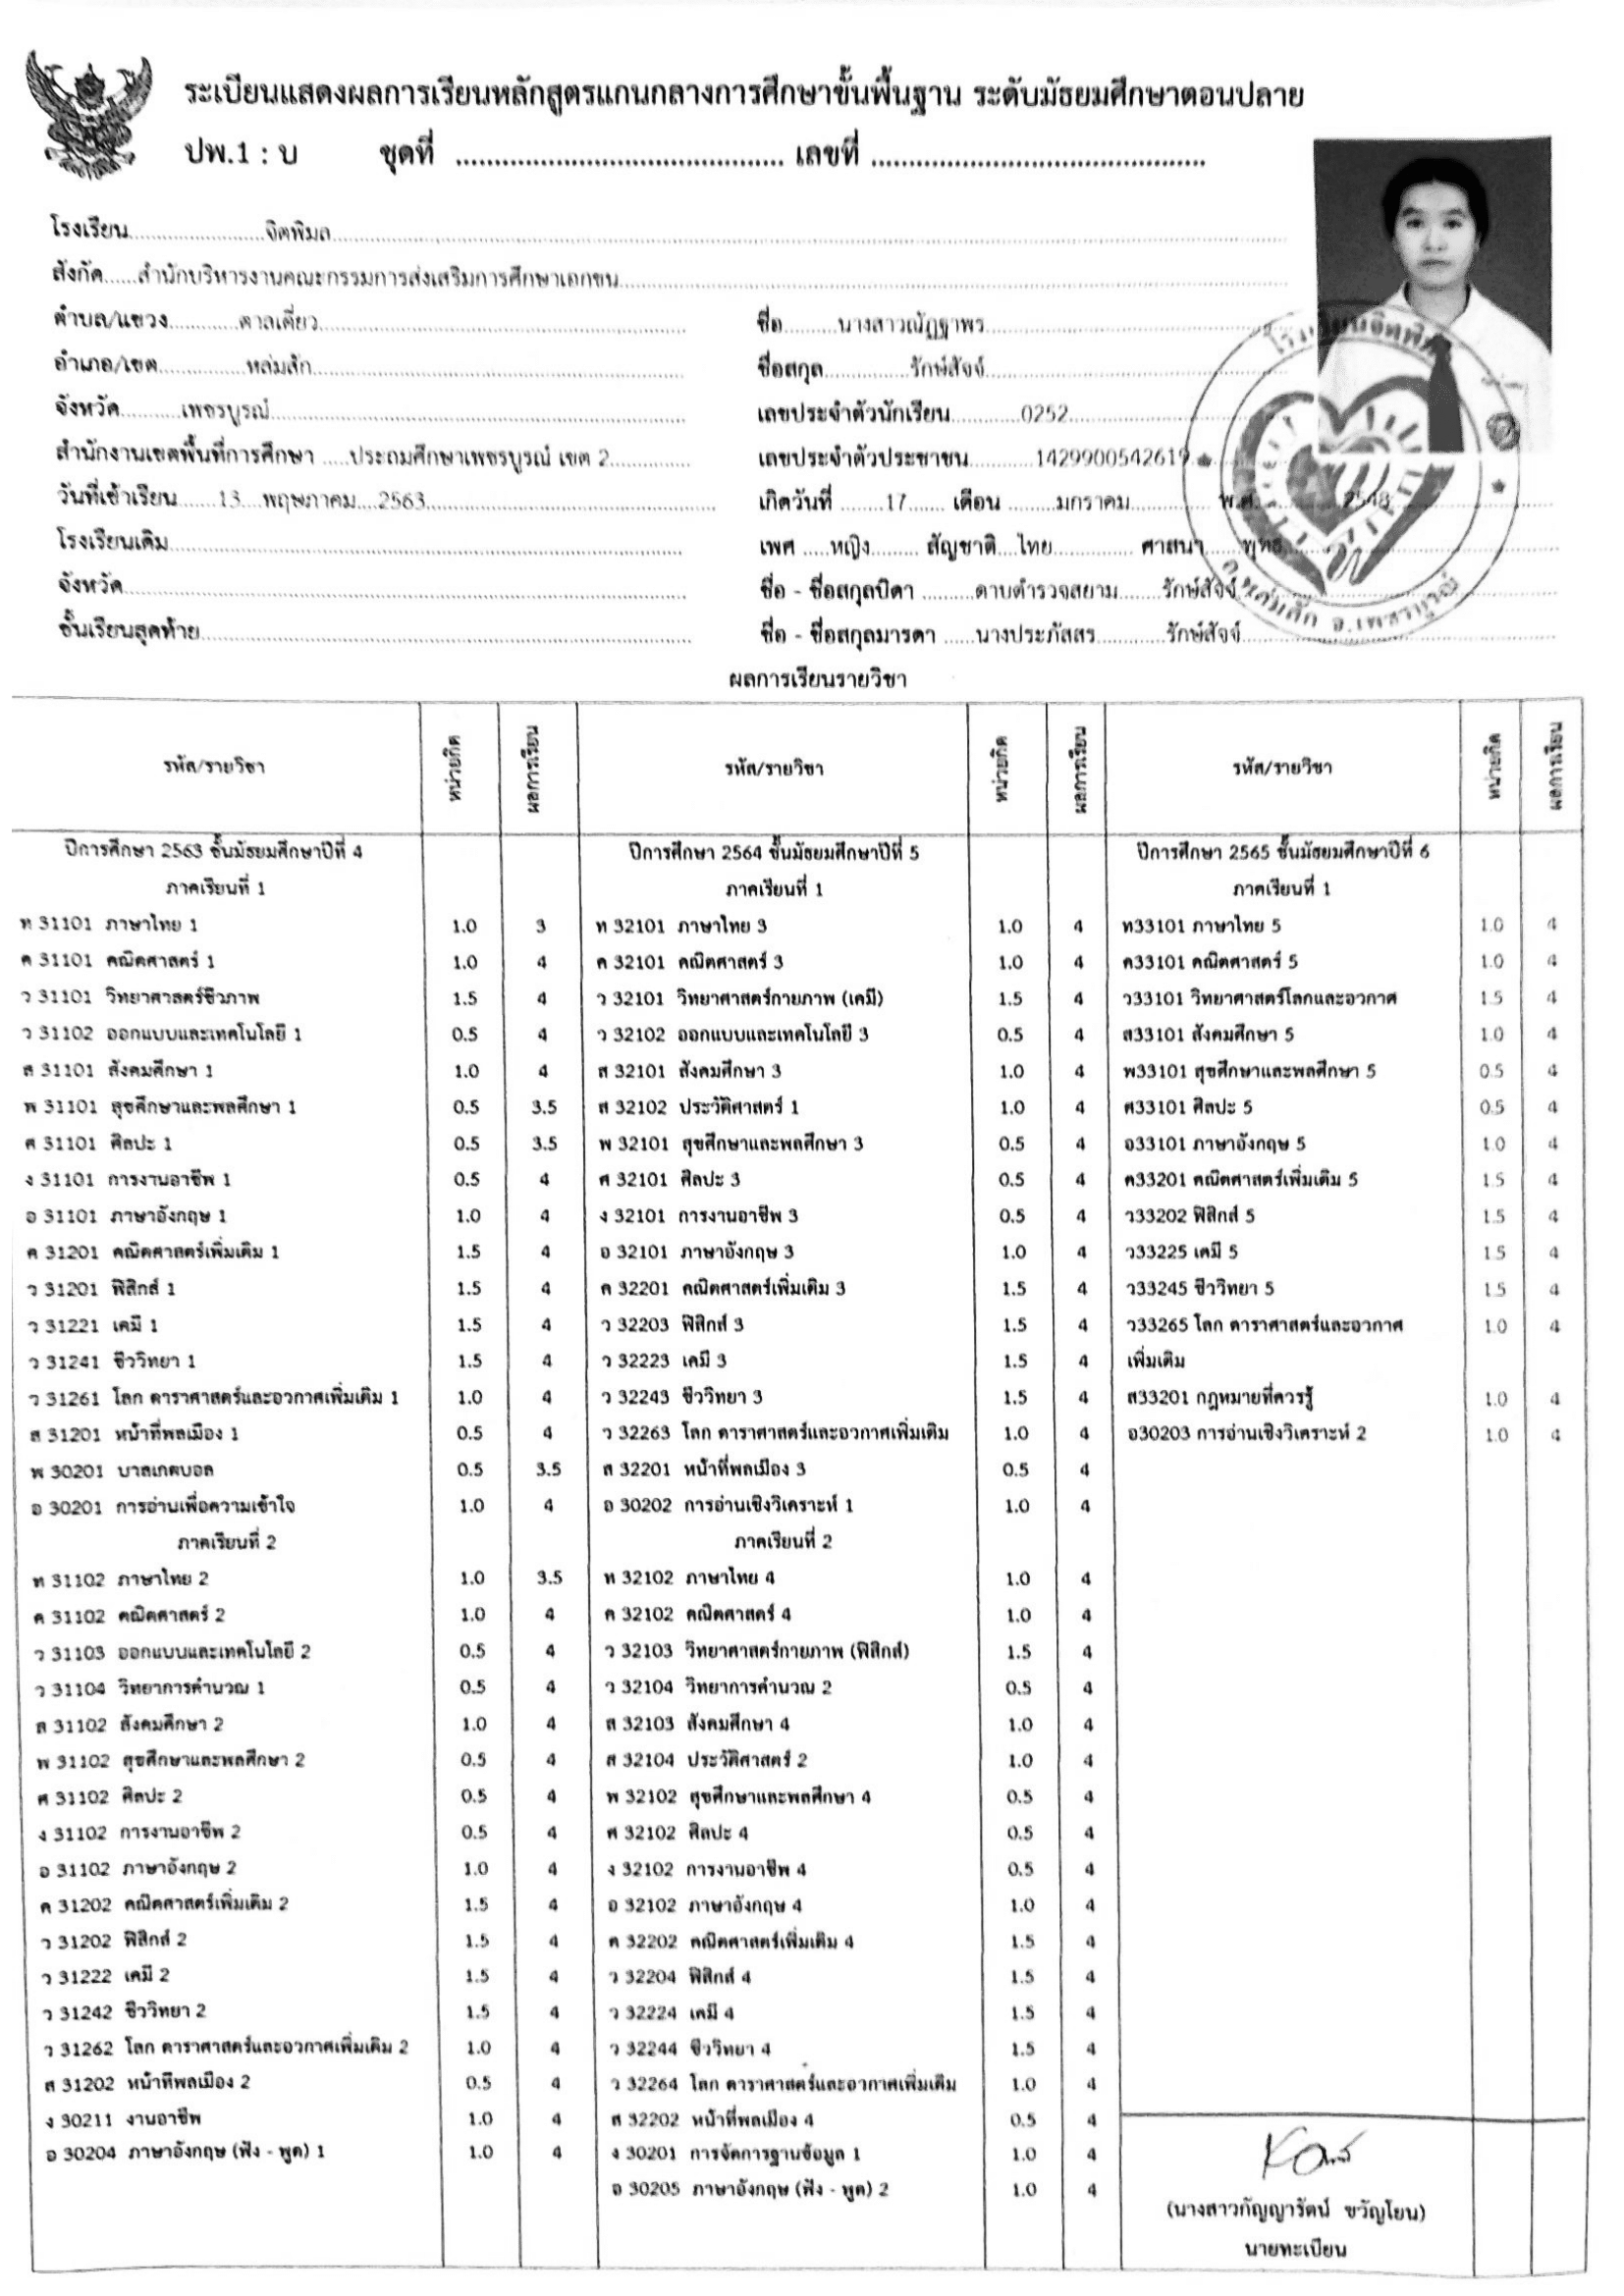 ระเบียนแสดงผลการเรียนหลักสูตรแกนกลางการศึกษาขั้นพื้นฐาน ระดับมัธยมศึกษาตอนปลาย
ปพ.1 : บ ชุดที่ ........................................... เลขที่ ...........................................
โรงเรียน.........................จิตพิมล
สังกัด......สำนักบริหารงานคณะกรรมการส่งเสริมการศึกษาเอกชน
ตำบล/แขวง.............ตาลเดี่ยว
อำเภอ/เขต................หล่มสัก
จังหวัด...........เพชรบูรณ์
สำนักงานเขตพื้นที่การศึกษา .....ประถมศึกษาเพชรบูรณ์ เขต 2
วันที่เข้าเรียน.......13....พฤษภาคม....2563
โรงเรียนเดิม
จังหวัด
ชั้นเรียนสุดท้าย
ชื่อ..........นางสาวณัฏฐาพร
ชื่อสกุล................รักษ์สัจจ์
เลขประจำตัวนักเรียน.............0252
เลขประจำตัวประชาชน............1429900542619
เกิดวันที่ ........17....... เดือน .........มกราคม............... พ.ศ. 2548
เพศ .....หญิง......... สัญชาติ...ไทย.............. ศาสนา......พุทธ
ชื่อ - ชื่อสกุลบิดา ..........ดาบตำรวจสยาม........รักษ์สัจจ์
ชื่อ - ชื่อสกุลมารดา ......นางประภัสสร.............รักษ์สัจจ์
โรงเรียนจิตพิมล
อ.หล่มสัก จ.เพชรบูรณ์
ผลการเรียนรายวิชา
รหัส/รายวิชา หน่วยกิต ผลการเรียน
ปีการศึกษา 2563 ชั้นมัธยมศึกษาปีที่ 4
ภาคเรียนที่ 1
ท 31101 ภาษาไทย 1 1.0 3
ค 31101 คณิตศาสตร์ 1 1.0 4
ว 31101 วิทยาศาสตร์ชีวภาพ 1.5 4
ว 31102 ออกแบบและเทคโนโลยี 1 0.5 4
ส 31101 สังคมศึกษา 1 1.0 4
พ 31101 สุขศึกษาและพลศึกษา 1 0.5 3.5
ศ 31101 ศิลปะ 1 0.5 3.5
ง 31101 การงานอาชีพ 1 0.5 4
อ 31101 ภาษาอังกฤษ 1 1.0 4
ค 31201 คณิตศาสตร์เพิ่มเติม 1 1.5 4
ว 31201 ฟิสิกส์ 1 1.5 4
ว 31221 เคมี 1 1.5 4
ว 31241 ชีววิทยา 1 1.5 4
ว 31261 โลก ดาราศาสตร์และอวกาศเพิ่มเติม 1 1.0 4
ส 31201 หน้าที่พลเมือง 1 0.5 4
พ 30201 บาสเกตบอล 0.5 3.5
อ 30201 การอ่านเพื่อความเข้าใจ 1.0 4
ภาคเรียนที่ 2
ท 31102 ภาษาไทย 2 1.0 3.5
ค 31102 คณิตศาสตร์ 2 1.0 4
ว 31103 ออกแบบและเทคโนโลยี 2 0.5 4
ว 31104 วิทยาการคำนวณ 1 0.5 4
ส 31102 สังคมศึกษา 2 1.0 4
พ 31102 สุขศึกษาและพลศึกษา 2 0.5 4
ศ 31102 ศิลปะ 2 0.5 4
ง 31102 การงานอาชีพ 2 0.5 4
อ 31102 ภาษาอังกฤษ 2 1.0 4
ค 31202 คณิตศาสตร์เพิ่มเติม 2 1.5 4
ว 31202 ฟิสิกส์ 2 1.5 4
ว 31222 เคมี 2 1.5 4
ว 31242 ชีววิทยา 2 1.5 4
ว 31262 โลก ดาราศาสตร์และอวกาศเพิ่มเติม 2 1.0 4
ส 31202 หน้าที่พลเมือง 2 0.5 4
ง 30211 งานอาชีพ 1.0 4
อ 30204 ภาษาอังกฤษ (ฟัง - พูด) 1 1.0 4
รหัส/รายวิชา หน่วยกิต ผลการเรียน
ปีการศึกษา 2564 ชั้นมัธยมศึกษาปีที่ 5
ภาคเรียนที่ 1
ท 32101 ภาษาไทย 3 1.0 4
ค 32101 คณิตศาสตร์ 3 1.0 4
ว 32101 วิทยาศาสตร์กายภาพ (เคมี) 1.5 4
ว 32102 ออกแบบและเทคโนโลยี 3 0.5 4
ส 32101 สังคมศึกษา 3 1.0 4
ส 32102 ประวัติศาสตร์ 1 1.0 4
พ 32101 สุขศึกษาและพลศึกษา 3 0.5 4
ศ 32101 ศิลปะ 3 0.5 4
ง 32101 การงานอาชีพ 3 0.5 4
อ 32101 ภาษาอังกฤษ 3 1.0 4
ค 32201 คณิตศาสตร์เพิ่มเติม 3 1.5 4
ว 32203 ฟิสิกส์ 3 1.5 4
ว 32223 เคมี 3 1.5 4
ว 32243 ชีววิทยา 3 1.5 4
ว 32263 โลก ดาราศาสตร์และอวกาศเพิ่มเติม 1.0 4
ส 32201 หน้าที่พลเมือง 3 0.5 4
อ 30202 การอ่านเชิงวิเคราะห์ 1 1.0 4
ภาคเรียนที่ 2
ท 32102 ภาษาไทย 4 1.0 4
ค 32102 คณิตศาสตร์ 4 1.0 4
ว 32103 วิทยาศาสตร์กายภาพ (ฟิสิกส์) 1.5 4
ว 32104 วิทยาการคำนวณ 2 0.5 4
ส 32103 สังคมศึกษา 4 1.0 4
ส 32104 ประวัติศาสตร์ 2 1.0 4
พ 32102 สุขศึกษาและพลศึกษา 4 0.5 4
ศ 32102 ศิลปะ 4 0.5 4
ง 32102 การงานอาชีพ 4 0.5 4
อ 32102 ภาษาอังกฤษ 4 1.0 4
ค 32202 คณิตศาสตร์เพิ่มเติม 4 1.5 4
ว 32204 ฟิสิกส์ 4 1.5 4
ว 32224 เคมี 4 1.5 4
ว 32244 ชีววิทยา 4 1.5 4
ว 32264 โลก ดาราศาสตร์และอวกาศเพิ่มเติม 1.0 4
ส 32202 หน้าที่พลเมือง 4 0.5 4
ง 30201 การจัดการฐานข้อมูล 1 1.0 4
อ 30205 ภาษาอังกฤษ (ฟัง - พูด) 2 1.0 4
รหัส/รายวิชา หน่วยกิต ผลการเรียน
ปีการศึกษา 2565 ชั้นมัธยมศึกษาปีที่ 6
ภาคเรียนที่ 1
ท33101 ภาษาไทย 5 1.0 4
ค33101 คณิตศาสตร์ 5 1.0 4
ว33101 วิทยาศาสตร์โลกและอวกาศ 1.5 4
ส33101 สังคมศึกษา 5 1.0 4
พ33101 สุขศึกษาและพลศึกษา 5 0.5 4
ศ33101 ศิลปะ 5 0.5 4
อ33101 ภาษาอังกฤษ 5 1.0 4
ค33201 คณิตศาสตร์เพิ่มเติม 5 1.5 4
ว33202 ฟิสิกส์ 5 1.5 4
ว33225 เคมี 5 1.5 4
ว33245 ชีววิทยา 5 1.5 4
ว33265 โลก ดาราศาสตร์และอวกาศ 1.0 4
เพิ่มเติม
ส33201 กฎหมายที่ควรรู้ 1.0 4
อ30203 การอ่านเชิงวิเคราะห์ 2 1.0 4
(นางสาวกัญญารัตน์ ขวัญโยน)
นายทะเบียน